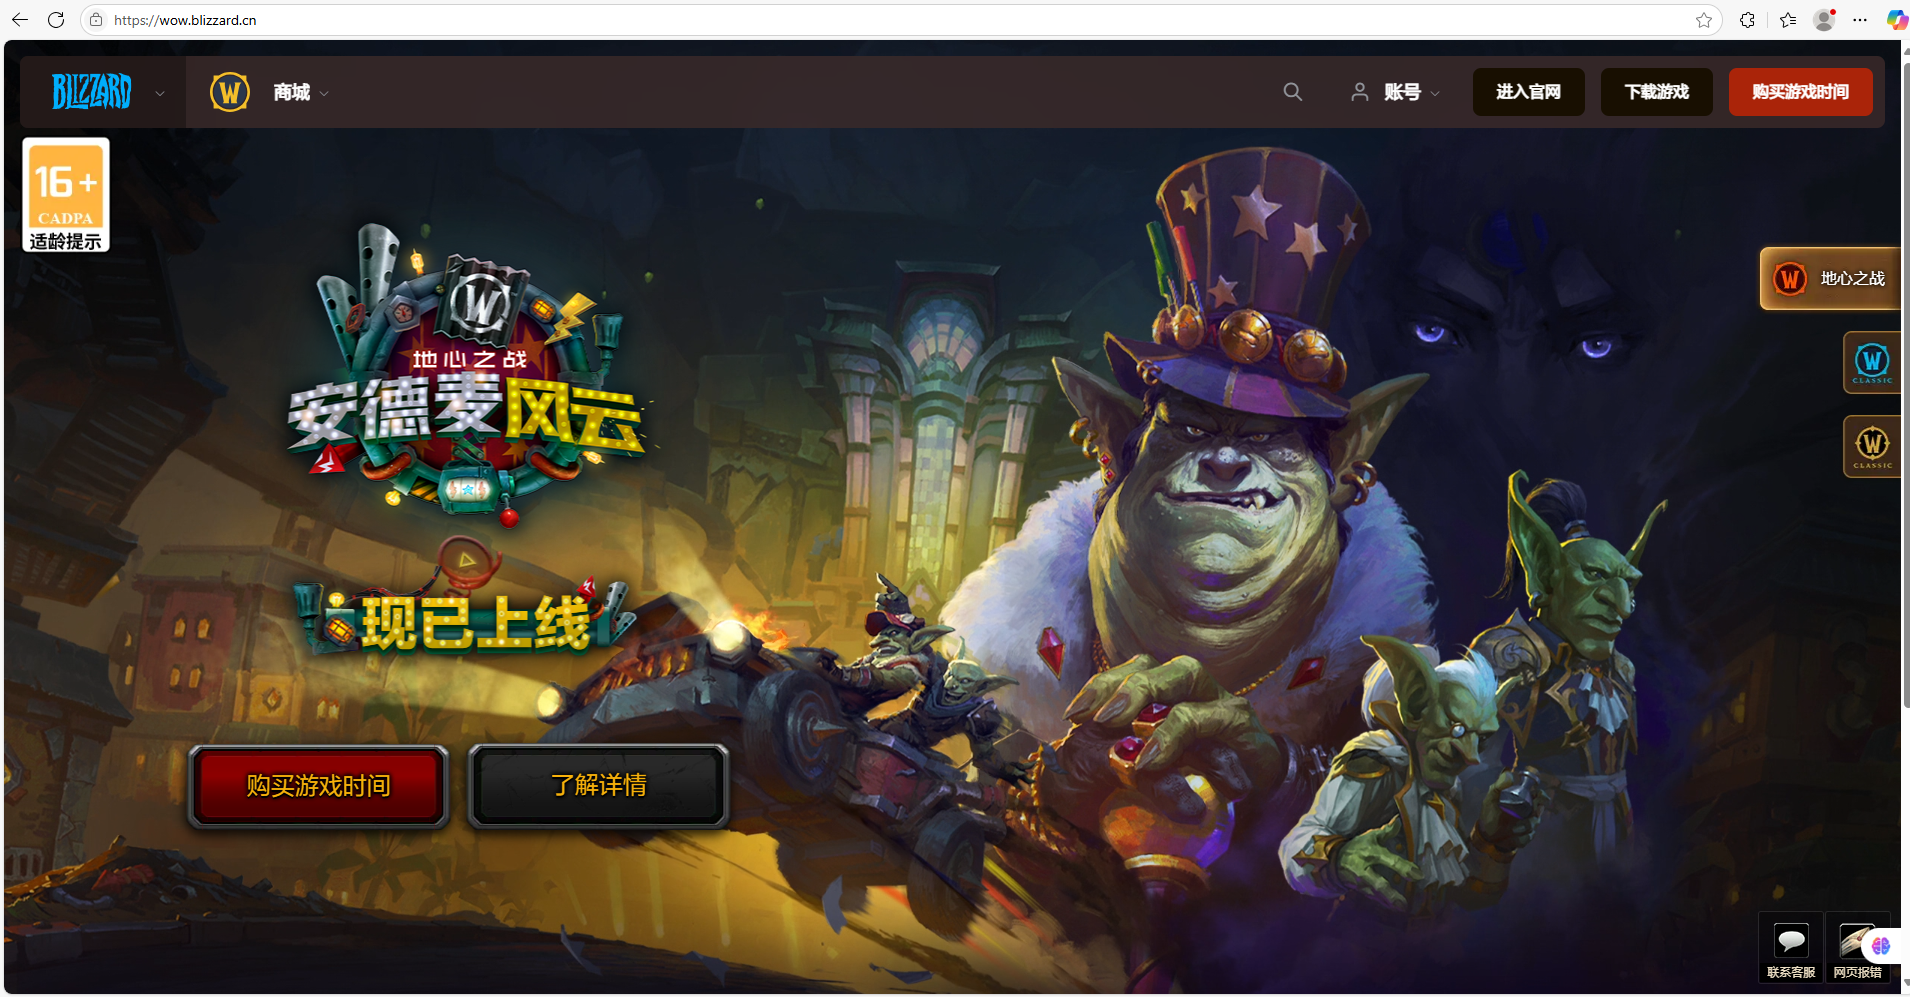 https://wow.blizzard.cn
BLIZZARD
W
商城
账号
进入官网
下载游戏
购买游戏时间
16+
CADPA
适龄提示
W
地心之战
安德麦风云
现已上线
购买游戏时间
了解详情
W
地心之战
W
CLASSIC
W
CLASSIC
联系客服
网页报错